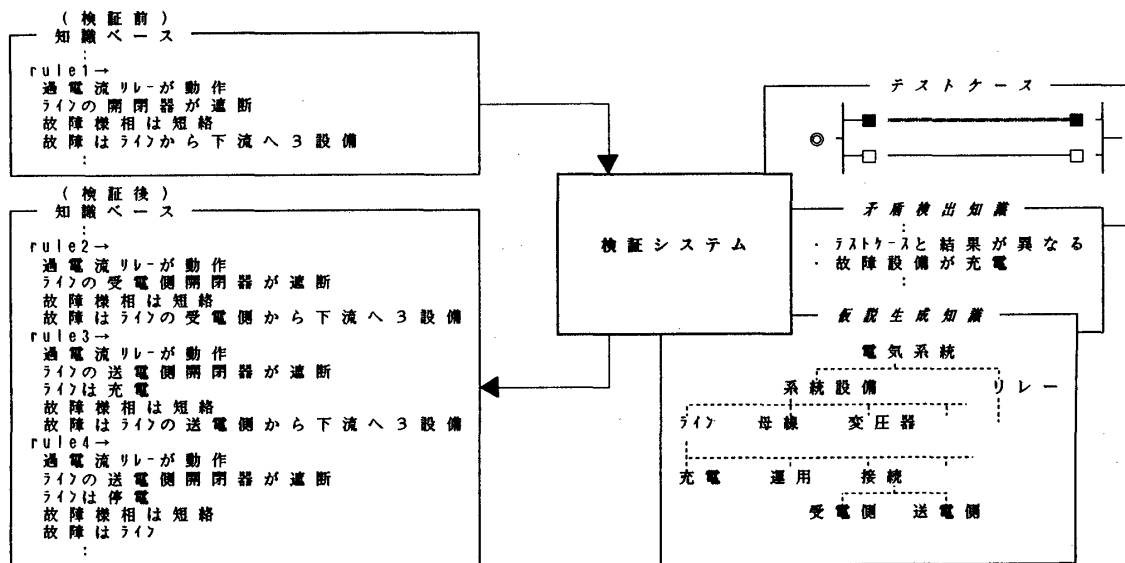 (検証前)
知識ベース
:
rule1→
過電流リレーが動作
ラインの開閉器が遮断
故障様相は短絡
故障はラインから下流へ3設備
:
(検証後)
知識ベース
:
rule2→
過電流リレーが動作
ラインの受電側開閉器が遮断
故障様相は短絡
故障はラインの受電側から下流へ3設備
rule3→
過電流リレーが動作
ラインの送電側開閉器が遮断
ラインは充電
故障様相は短絡
故障はラインの送電側から下流へ3設備
rule4→
過電流リレーが動作
ラインの送電側開閉器が遮断
ラインは停電
故障様相は短絡
故障はライン
:
検証システム
テストケース
矛盾検出知識
:
・テストケースと結果が異なる
・故障設備が充電
:
仮説生成知識
電気系統
系統設備 リレー
ライン 母線 変圧器
充電 運用 接続
受電側 送電側